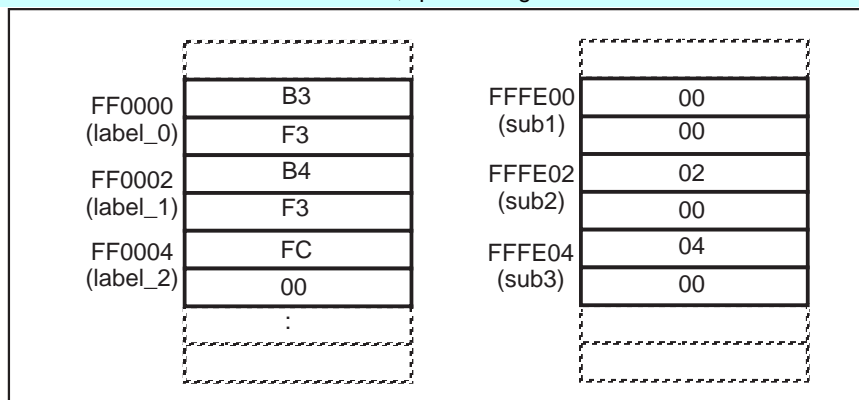 FF0000
(label_0)
B3
F3
FF0002
(label_1)
B4
F3
FF0004
(label_2)
FC
00
:
FFFE00
(sub1)
00
00
FFFE02
(sub2)
02
00
FFFE04
(sub3)
04
00